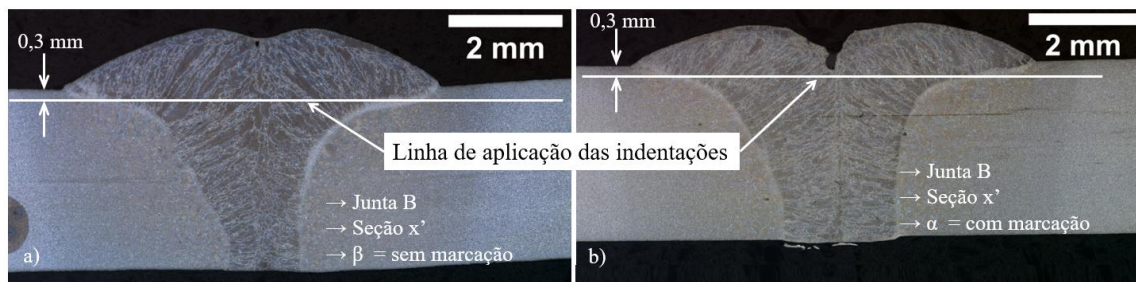 0,3 mm
2 mm
0,3 mm
2 mm
Linha de aplicação das indentações
→ Junta B
→ Seção x’
→ β = sem marcação
a)
→ Junta B
→ Seção x’
→ α = com marcação
b)